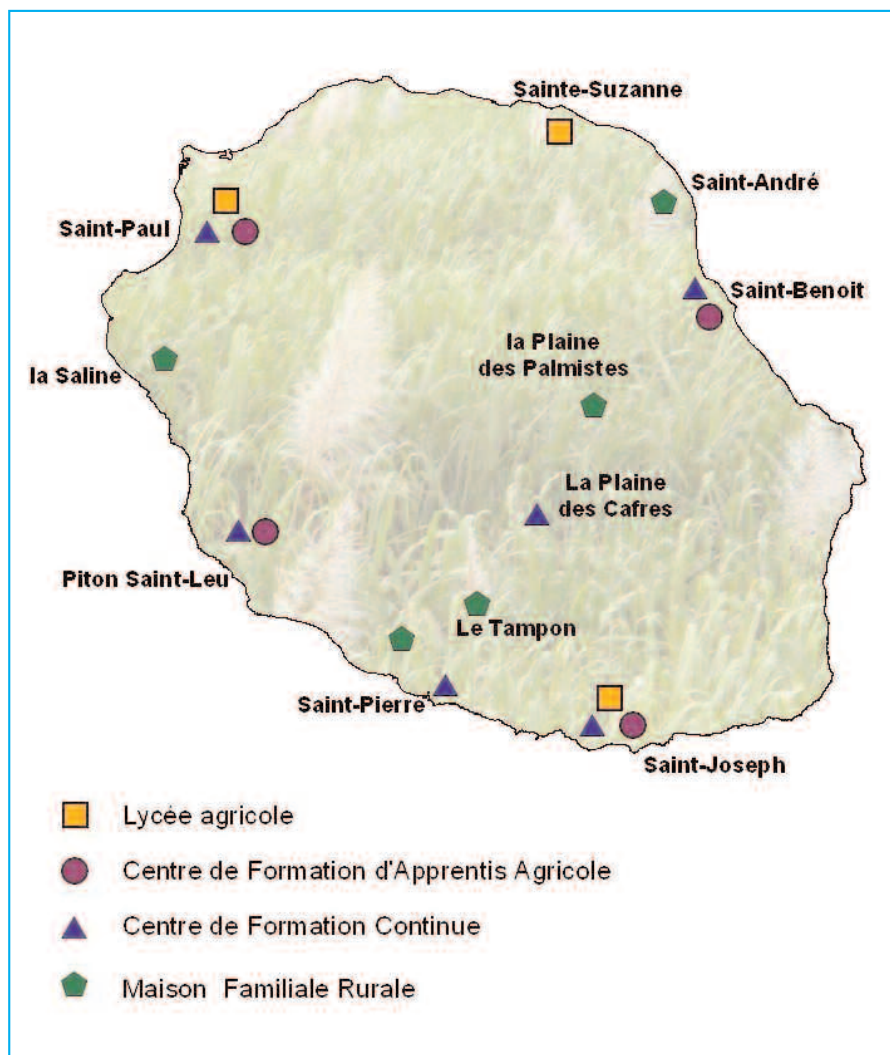 Sainte-Suzanne
Saint-André
Saint-Paul
Saint-Benoit
la Plaine
des Palmistes
la Saline
La Plaine
des Cafres
Piton Saint-Leu
Le Tampon
Saint-Pierre
Saint-Joseph
Lycée agricole
Centre de Formation d'Apprentis Agricole
Centre de Formation Continue
Maison Familiale Rurale